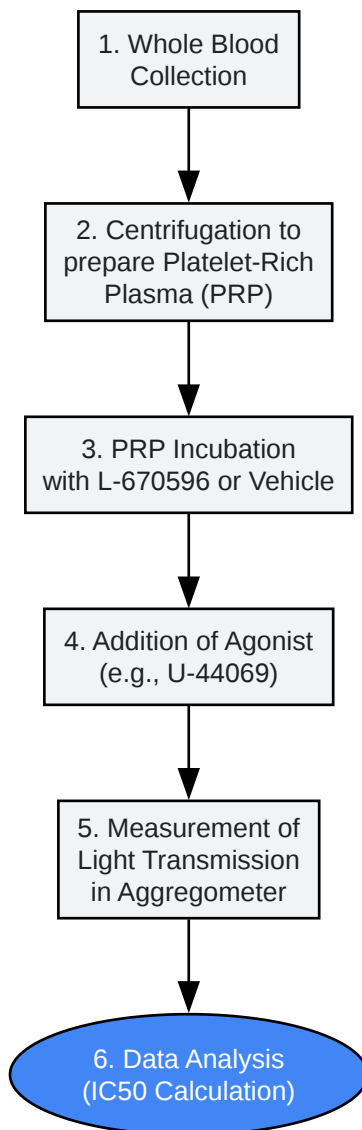 1. Whole Blood
Collection
2. Centrifugation to
prepare Platelet-Rich
Plasma (PRP)
3. PRP Incubation
with L-670596 or Vehicle
4. Addition of Agonist
(e.g., U-44069)
5. Measurement of
Light Transmission
in Aggregometer
6. Data Analysis
(IC50 Calculation)